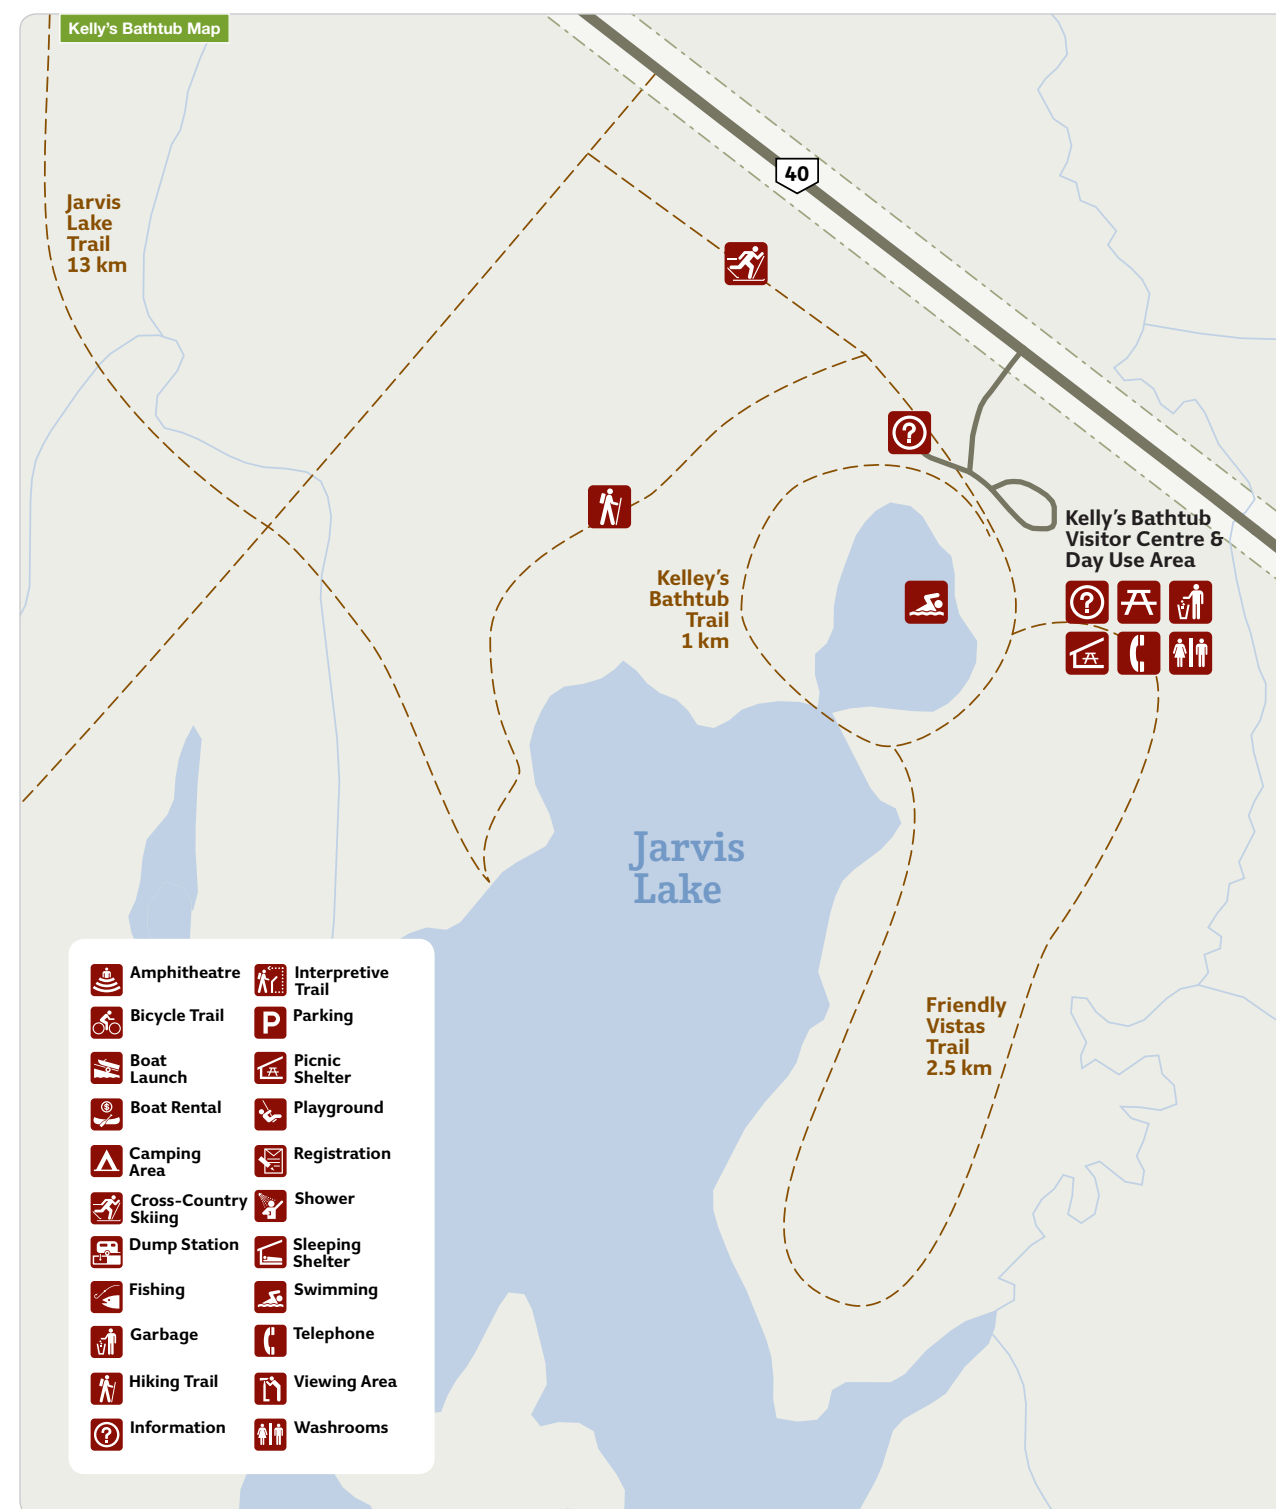 Kelly's Bathtub Map
40
Jarvis
Lake
Trail
13 km
Kelly's Bathtub
Visitor Centre &
Day Use Area
Kelley's
Bathtub
Trail
1 km
Jarvis
Lake
Friendly
Vistas
Trail
2.5 km
Amphitheatre
Bicycle Trail
Boat
Launch
Boat Rental
Camping
Area
Cross-Country
Skiing
Dump Station
Fishing
Garbage
Hiking Trail
Information
Interpretive
Trail
P
Parking
Picnic
Shelter
Playground
Registration
Shower
Sleeping
Shelter
Swimming
Telephone
Viewing Area
Washrooms